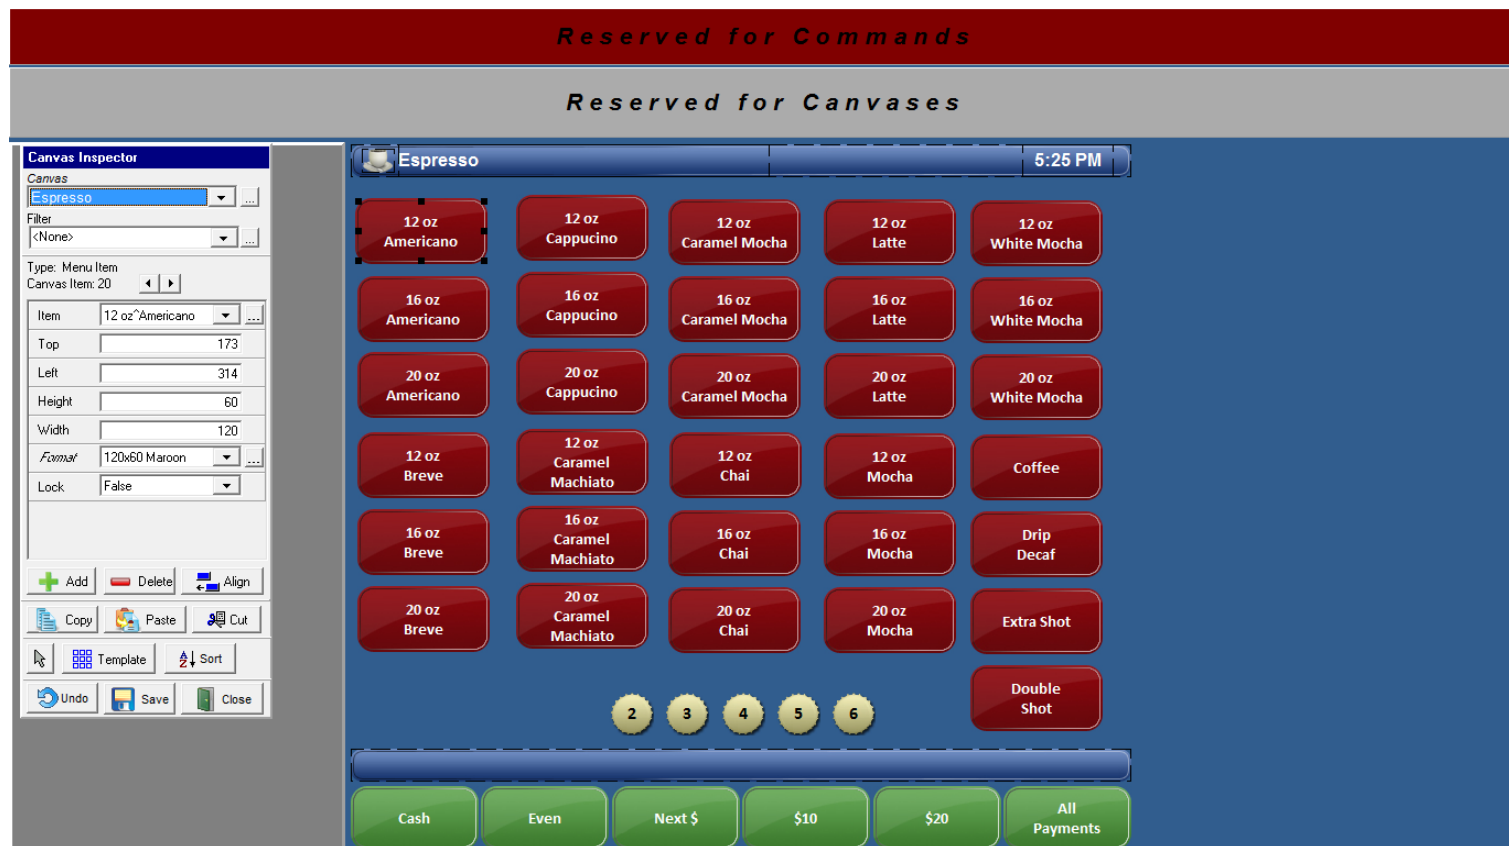 Reserved for Commands
Reserved for Canvases
Canvas Inspector
Canvas
Espresso
...
Filter
<None>
...
Type: Menu Item
Canvas Item: 20
Item
12 oz^Americano
...
Top
173
Left
314
Height
60
Width
120
Format
120x60 Maroon
...
Lock
False
Add
Delete
Align
Copy
Paste
Cut
Template
Sort
Undo
Save
Close
Espresso
5:25 PM
12 oz
Americano
12 oz
Cappucino
12 oz
Caramel Mocha
12 oz
Latte
12 oz
White Mocha
16 oz
Americano
16 oz
Cappucino
16 oz
Caramel Mocha
16 oz
Latte
16 oz
White Mocha
20 oz
Americano
20 oz
Cappucino
20 oz
Caramel Mocha
20 oz
Latte
20 oz
White Mocha
12 oz
Breve
12 oz
Caramel
Machiato
12 oz
Chai
12 oz
Mocha
Coffee
16 oz
Breve
16 oz
Caramel
Machiato
16 oz
Chai
16 oz
Mocha
Drip
Decaf
20 oz
Breve
20 oz
Caramel
Machiato
20 oz
Chai
20 oz
Mocha
Extra Shot
Double
Shot
2
3
4
5
6
Cash
Even
Next $
$10
$20
All
Payments